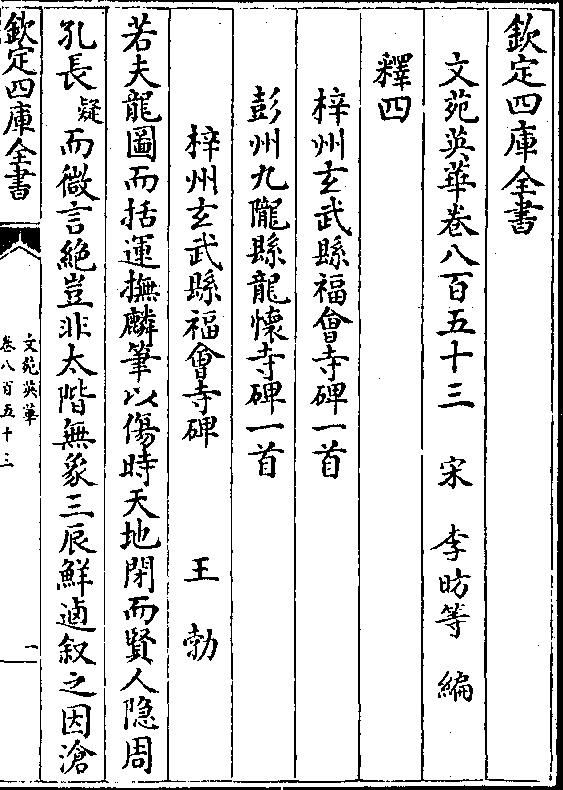 欽定四庫全書
文苑英華卷八百五十三 宋 李昉等 編
釋四
梓州玄武縣福會寺碑一首
彭州九隴縣龍懷寺碑一首
梓州玄武縣福會寺碑 王勃
若夫龍圖而括運撫麟筆以傷時天地閉而賢人隐周
孔長疑而微言絶豈非太階無象三辰鮮逌叙之因滄
欽定四庫全書
文苑英華
卷八百五十三
一